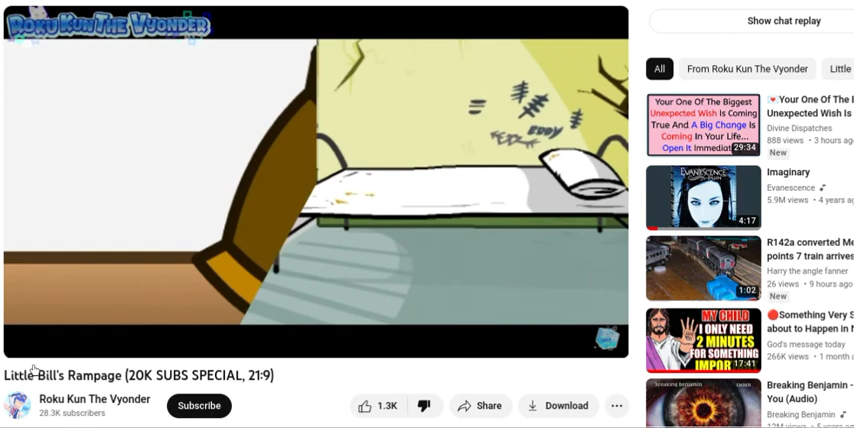 ROKU KUN THE VYONDER
EDDY
Little Bill's Rampage (20K SUBS SPECIAL, 21:9)
Roku Kun The Vyonder
28.3K subscribers
Subscribe
1.3K
Share
Download
Show chat replay
All
From Roku Kun The Vyonder
Little
Your One Of The Biggest
Unexpected Wish Is Coming
True And A Big Change Is
Coming In Your Life...
Open It Immediat
29:34
Your One Of The
Unexpected Wish Is
Divine Dispatches
888 views • 3 hours ag
New
EVANESCENCE
4:17
Imaginary
Evanescence
5.9M views • 4 years a
1:02
R142a converted Me
points 7 train arrives
Harry the angle fanner
26 views • 9 hours ago
New
MY CHILD
I ONLY NEED
2 MINUTES
FOR SOMETHING
IMPOR
17:41
Something Very S
about to Happen in
God's message today
266K views • 1 month a
BREAKING BENJAMIN
EMBER
Breaking Benjamin -
You (Audio)
Breaking Benjamin